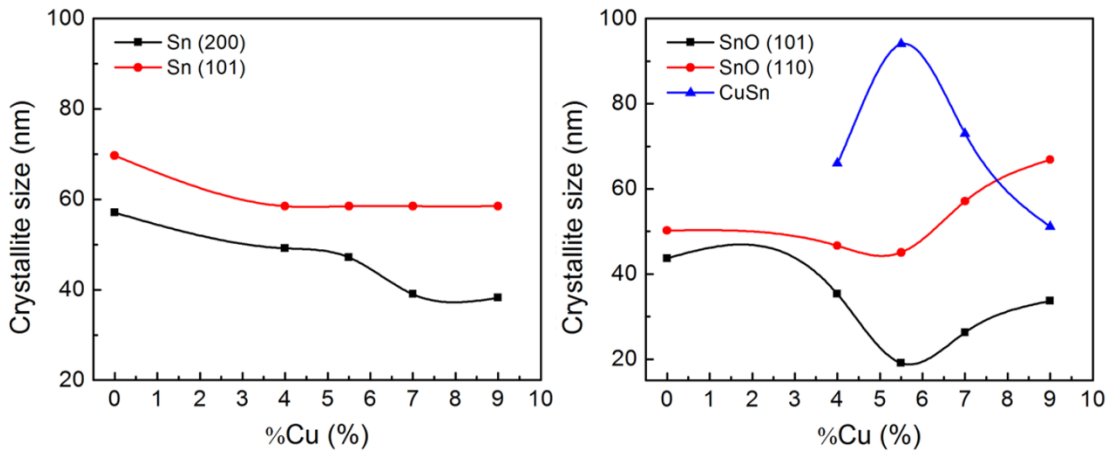 100
80
60
40
20
Crystallite size (nm)
Sn (200)
Sn (101)
0 1 2 3 4 5 6 7 8 9 10
%Cu (%)
100
80
60
40
20
Crystallite size (nm)
SnO (101)
SnO (110)
CuSn
0 1 2 3 4 5 6 7 8 9 10
%Cu (%)